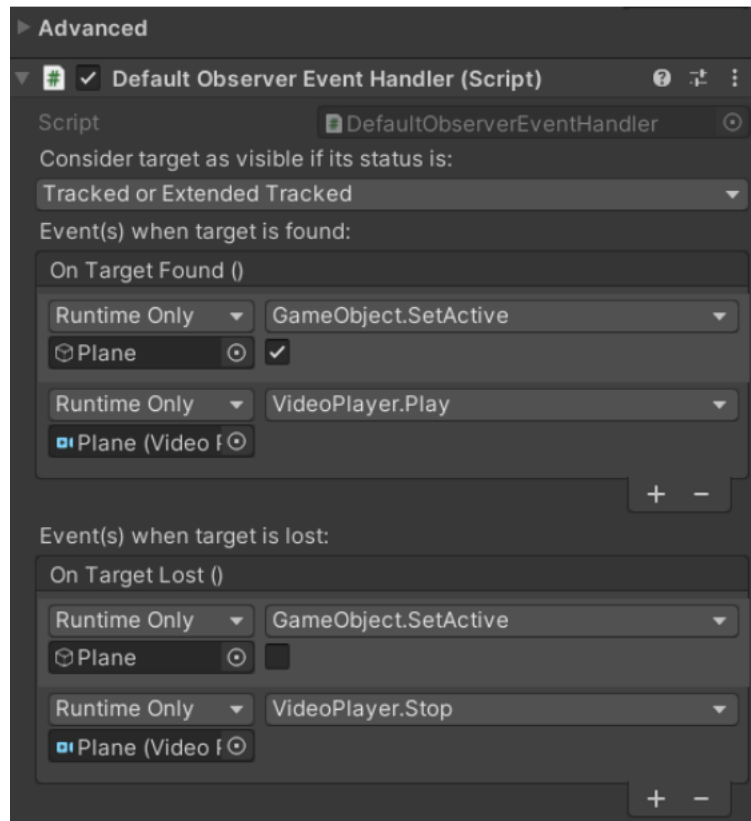 Advanced
Default Observer Event Handler (Script)
Script DefaultObserverEventHandler
Consider target as visible if its status is:
Tracked or Extended Tracked
Event(s) when target is found:
On Target Found ()
Runtime Only GameObject.SetActive
Plane
Runtime Only VideoPlayer.Play
Plane (Video
Event(s) when target is lost:
On Target Lost ()
Runtime Only GameObject.SetActive
Plane
Runtime Only VideoPlayer.Stop
Plane (Video